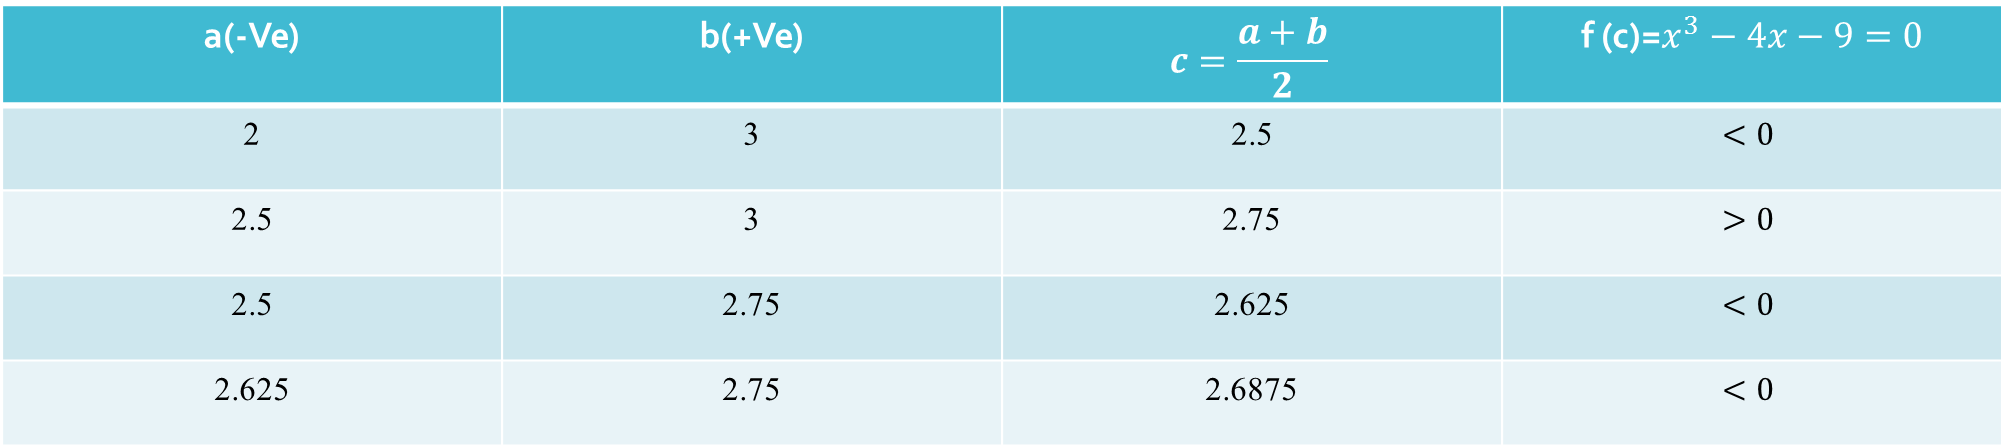 a(-Ve) b(+Ve) c = a + b / 2 f (c)=x³ − 4x − 9 = 0
2 3 2.5 < 0
2.5 3 2.75 > 0
2.5 2.75 2.625 < 0
2.625 2.75 2.6875 < 0